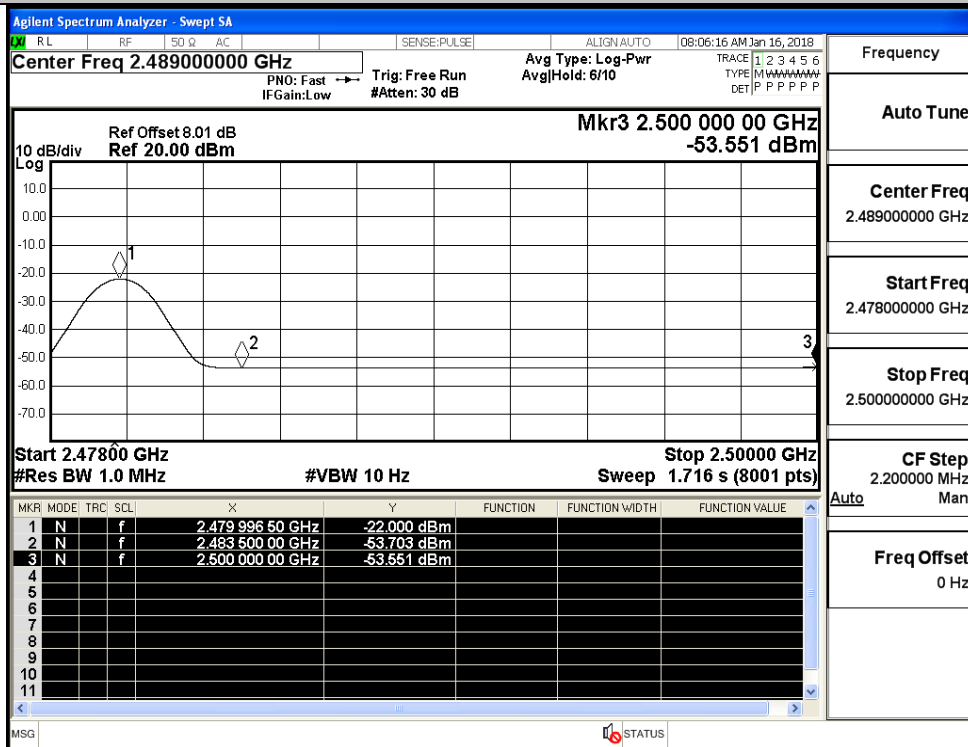 Agilent Spectrum Analyzer - Swept SA
LXI RL RF 50 Ω AC SENSE:PULSE ALIGN AUTO 08:06:16 AM Jan 16, 2018
Center Freq 2.489000000 GHz
PNO: Fast
IFGain:Low
Trig: Free Run
#Atten: 30 dB
Avg Type: Log-Pwr
Avg|Hold: 6/10
TRACE 1 2 3 4 5 6
TYPE M WWWWW
DET P P P P P P
Ref Offset 8.01 dB
10 dB/div Ref 20.00 dBm
Log
Mkr3 2.500 000 00 GHz
-53.551 dBm
10.0
0.00
-10.0
-20.0
-30.0
-40.0
-50.0
-60.0
-70.0
1
2
3
Start 2.47800 GHz Stop 2.50000 GHz
#Res BW 1.0 MHz #VBW 10 Hz Sweep 1.716 s (8001 pts)
MKR MODE TRC SCL X Y FUNCTION FUNCTION WIDTH FUNCTION VALUE
1 N f 2.479 996 50 GHz -22.000 dBm
2 N f 2.483 500 00 GHz -53.703 dBm
3 N f 2.500 000 00 GHz -53.551 dBm
4
5
6
7
8
9
10
11
MSG STATUS
Frequency
Auto Tune
Center Freq
2.489000000 GHz
Start Freq
2.478000000 GHz
Stop Freq
2.500000000 GHz
CF Step
2.200000 MHz
Auto Man
Freq Offset
0 Hz